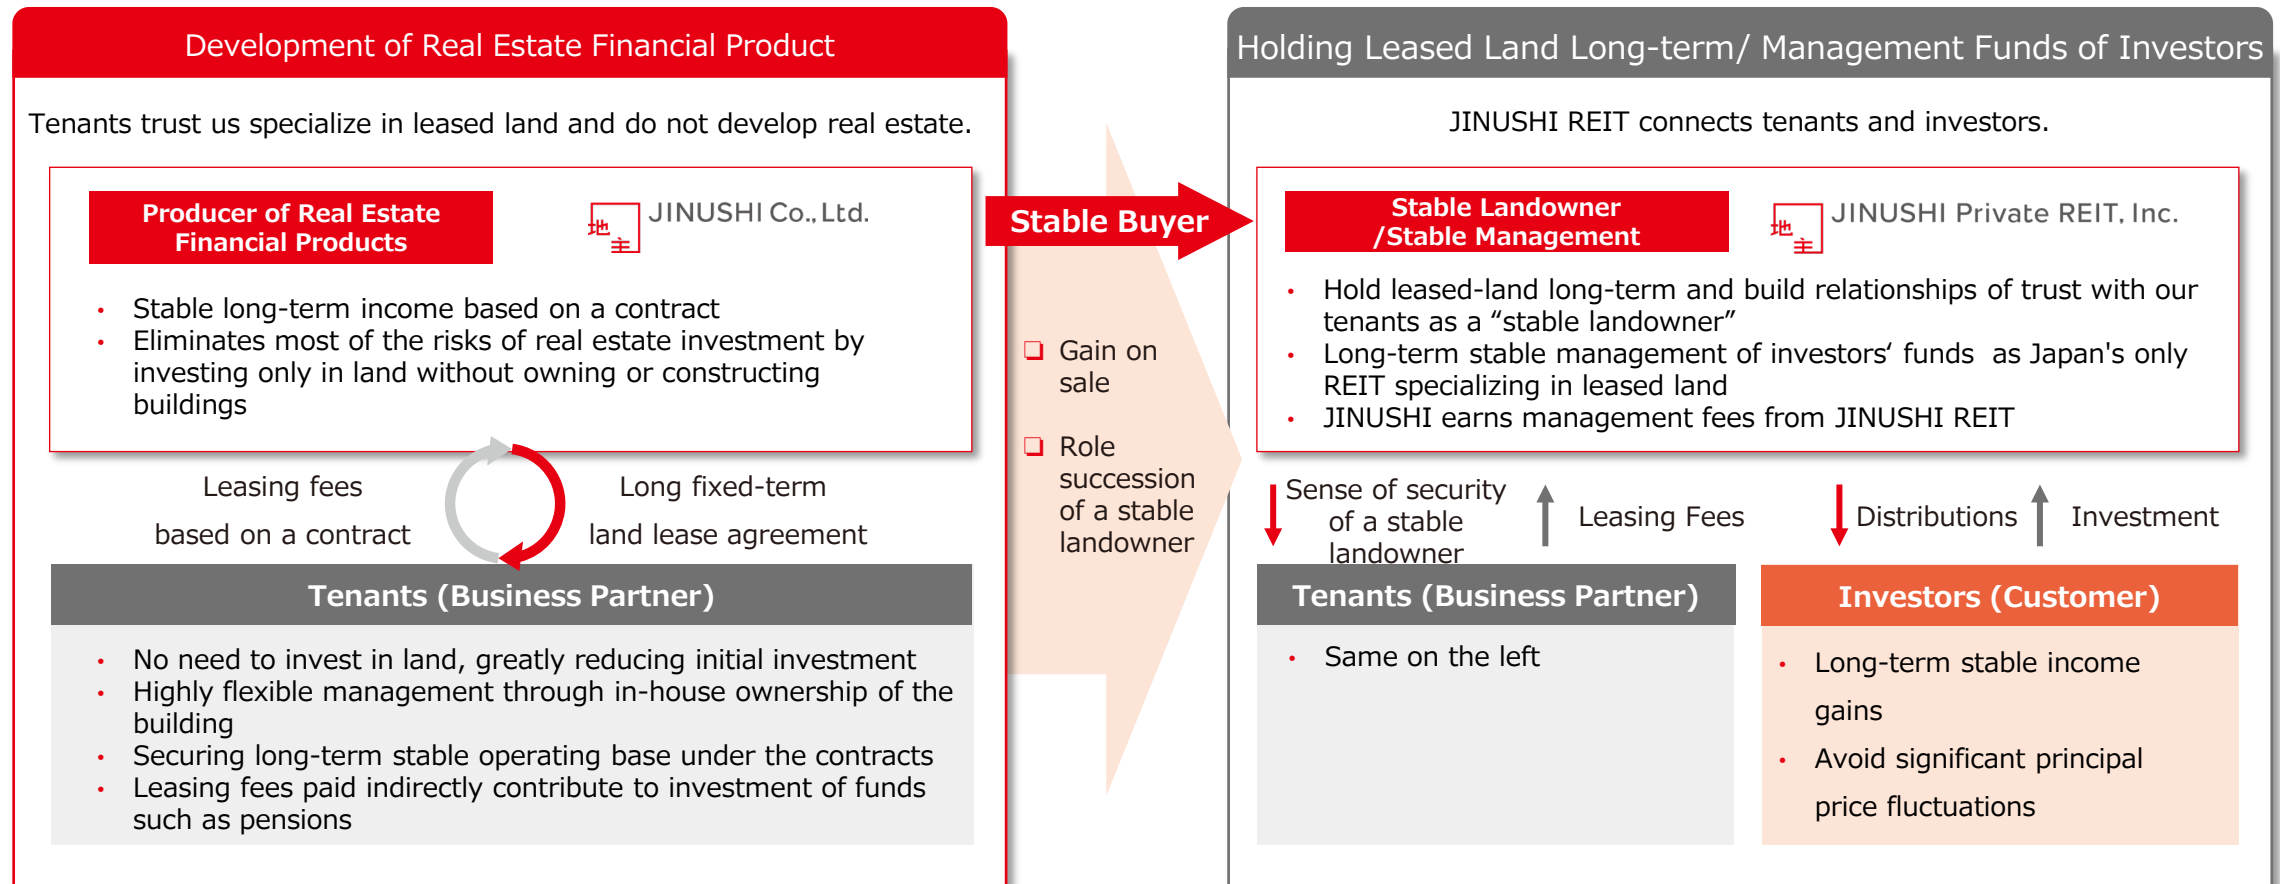 Development of Real Estate Financial Product
Tenants trust us specialize in leased land and do not develop real estate.
Producer of Real Estate
Financial Products
地主
JINUSHI Co., Ltd.
• Stable long-term income based on a contract
• Eliminates most of the risks of real estate investment by
investing only in land without owning or constructing
buildings
Leasing fees
based on a contract
Long fixed-term
land lease agreement
Tenants (Business Partner)
• No need to invest in land, greatly reducing initial investment
• Highly flexible management through in-house ownership of the
building
• Securing long-term stable operating base under the contracts
• Leasing fees paid indirectly contribute to investment of funds
such as pensions
Stable Buyer
❏ Gain on
sale
❏ Role
succession
of a stable
landowner
Holding Leased Land Long-term/ Management Funds of Investors
JINUSHI REIT connects tenants and investors.
Stable Landowner
/Stable Management
地主
JINUSHI Private REIT, Inc.
• Hold leased-land long-term and build relationships of trust with our
tenants as a “stable landowner”
• Long-term stable management of investors‘ funds  as Japan's only
REIT specializing in leased land
• JINUSHI earns management fees from JINUSHI REIT
Sense of security
of a stable
landowner
Leasing Fees
Distributions
Investment
Tenants (Business Partner)
• Same on the left
Investors (Customer)
• Long-term stable income
gains
• Avoid significant principal
price fluctuations